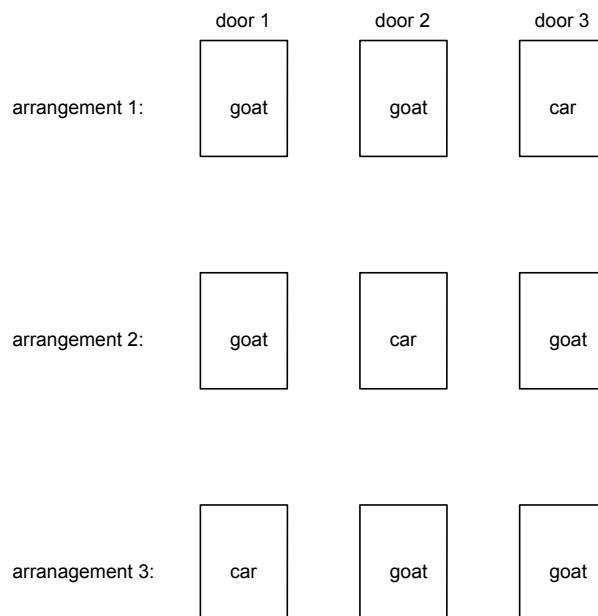 door 1 door 2 door 3
arrangement 1: goat goat car
arrangement 2: goat car goat
arranagement 3: car goat goat